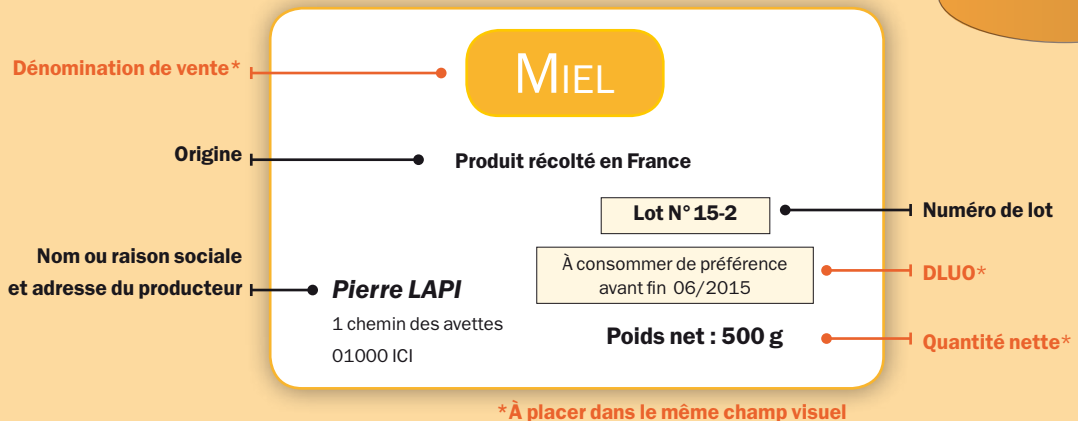 Dénomination de vente*
MIEL
Origine
Produit récolté en France
Lot N° 15-2
Numéro de lot
Nom ou raison sociale
et adresse du producteur
À consommer de préférence
avant fin 06/2015
DLUO*
Pierre LAPI
1 chemin des avettes
01000 ICI
Poids net : 500 g
Quantité nette*
*À placer dans le même champ visuel